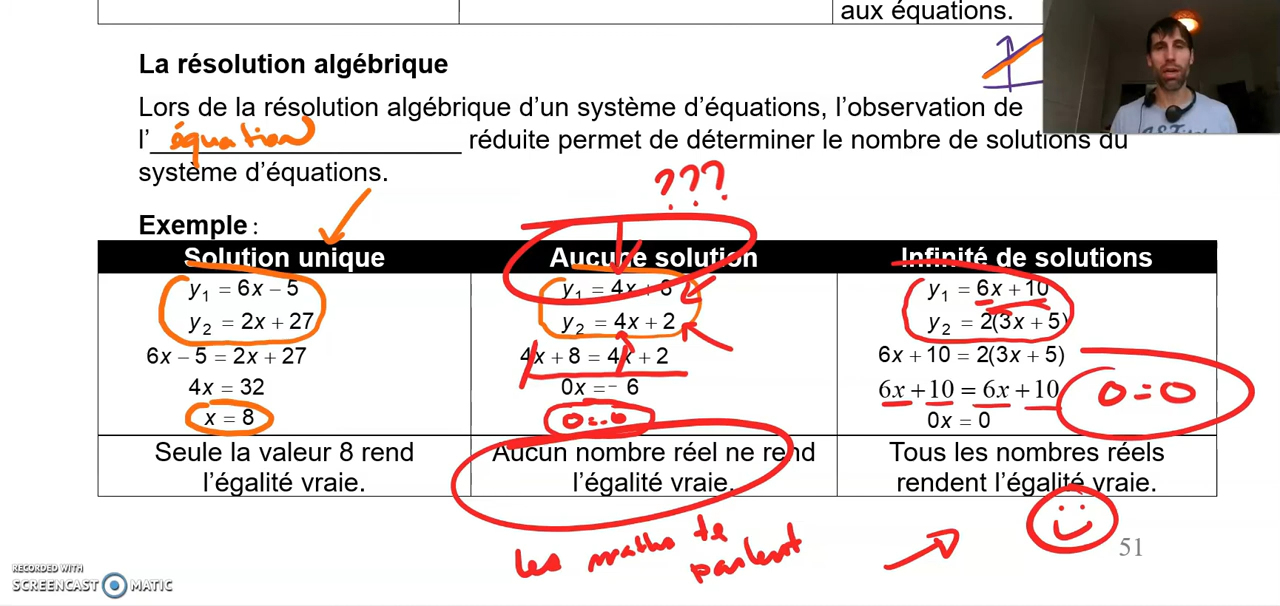 aux équations.
La résolution algébrique
Lors de la résolution algébrique d'un système d'équations, l'observation de
l' équation réduite permet de déterminer le nombre de solutions du
système d'équations.
???
Exemple :
Solution unique
y₁ = 6x − 5
y₂ = 2x + 27
6x − 5 = 2x + 27
4x = 32
x = 8
Seule la valeur 8 rend
l'égalité vraie.
Aucune solution
y₁ = 4x + 8
y₂ = 4x + 2
4x + 8 = 4x + 2
0x = − 6
Aucun nombre réel ne rend
l'égalité vraie.
Infinité de solutions
y₁ = 6x + 10
y₂ = 2(3x + 5)
6x + 10 = 2(3x + 5)
6x + 10 = 6x + 10
0x = 0
0 = 0
Tous les nombres réels
rendent l'égalité vraie.
les maths te
parlent
51
RECORDED WITH
SCREENCAST MATIC